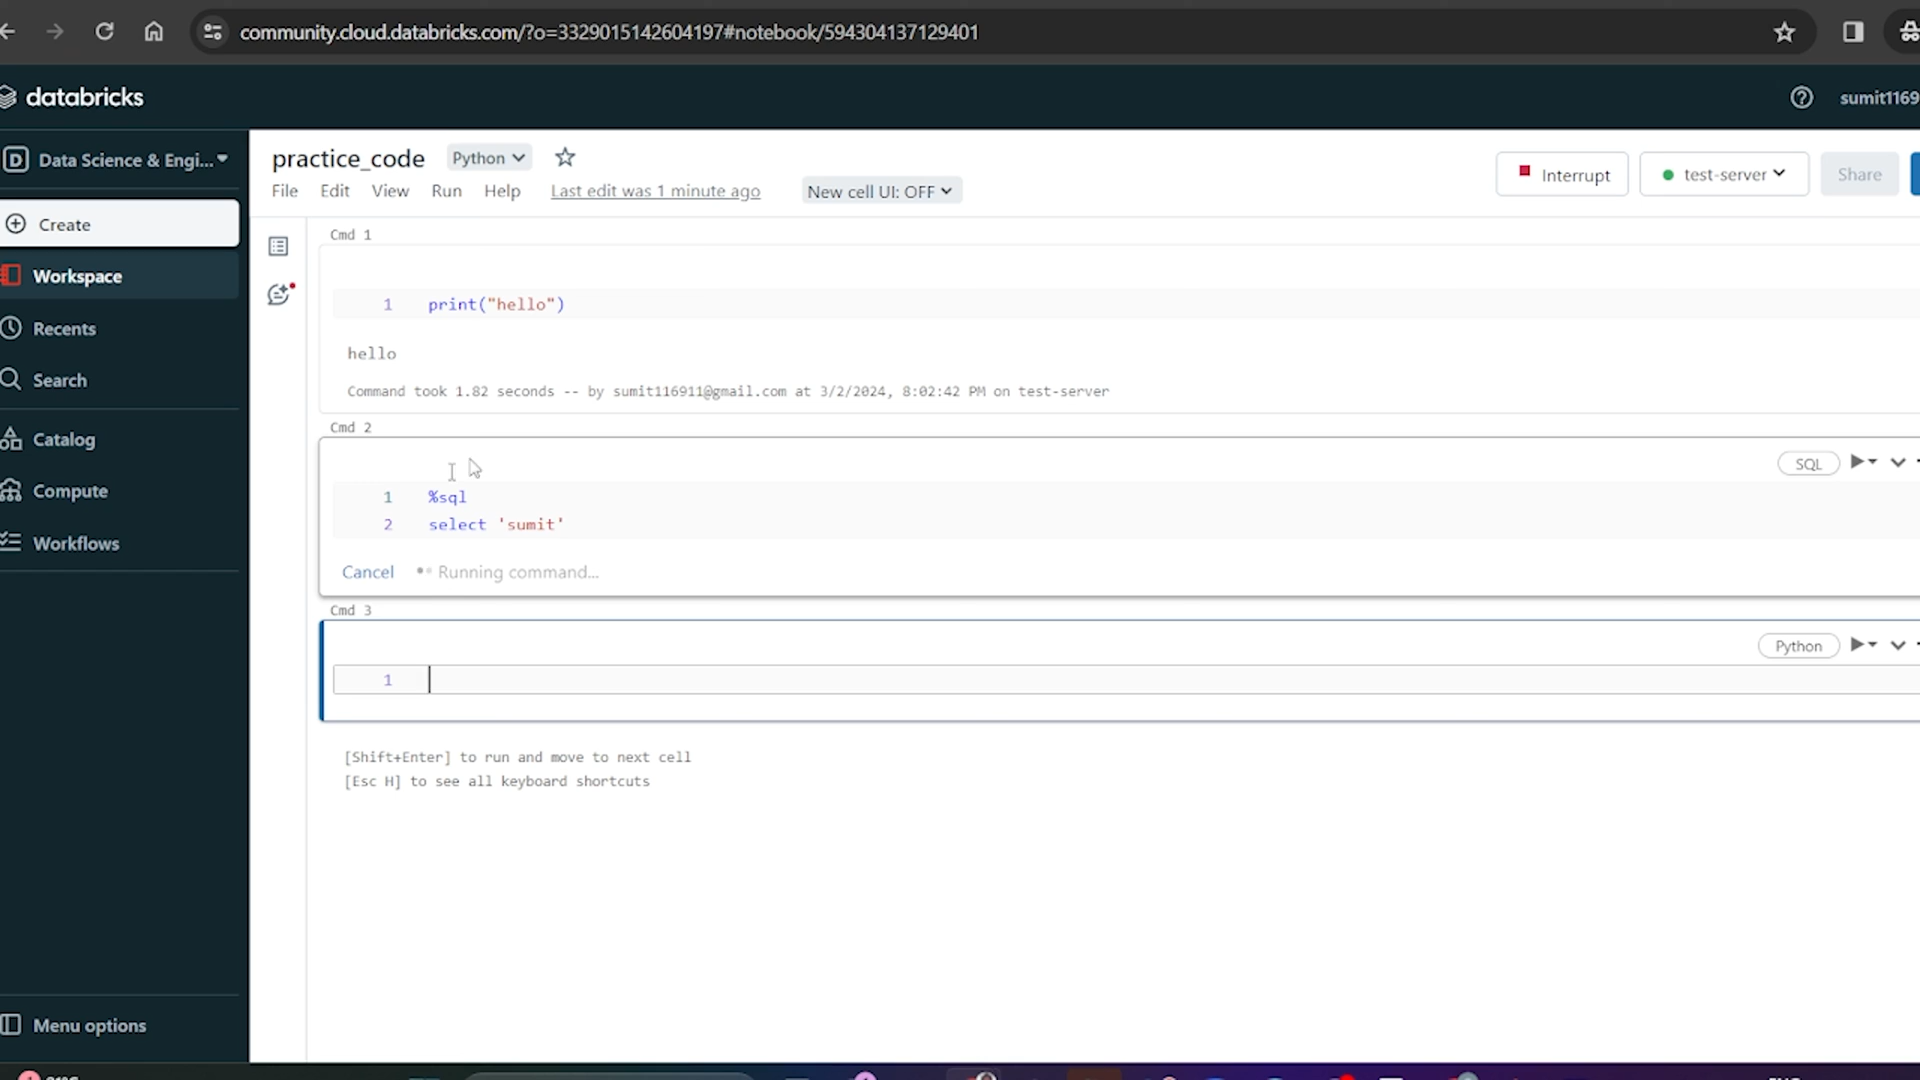 community.cloud.databricks.com/?o=3329015142604197#notebook/594304137129401
databricks
sumit1169
Data Science & Engi...
practice_code
Python
File Edit View Run Help Last edit was 1 minute ago New cell UI: OFF
Interrupt
test-server
Share
Create
Workspace
Recents
Search
Catalog
Compute
Workflows
Menu options
Cmd 1
1 print("hello")
hello
Command took 1.82 seconds -- by sumit116911@gmail.com at 3/2/2024, 8:02:42 PM on test-server
Cmd 2
SQL
1 %sql
2 select 'sumit'
Cancel Running command...
Cmd 3
Python
1
[Shift+Enter] to run and move to next cell
[Esc H] to see all keyboard shortcuts